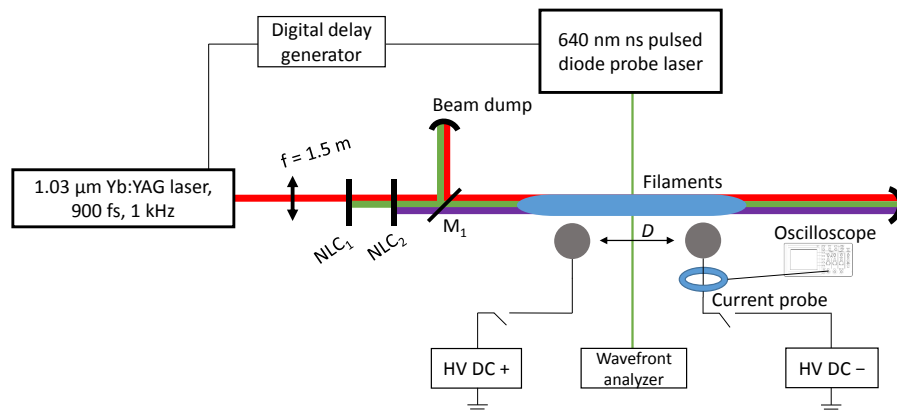 Digital delay
generator
640 nm ns pulsed
diode probe laser
Beam dump
f = 1.5 m
1.03 µm Yb:YAG laser,
900 fs, 1 kHz
Filaments
NLC₁
NLC₂
M₁
D
Oscilloscope
Current probe
HV DC +
Wavefront
analyzer
HV DC −